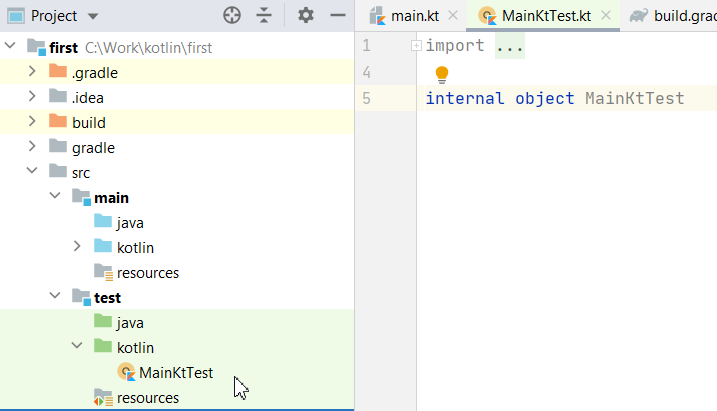 Project
first C:\Work\kotlin\first
.gradle
.idea
build
gradle
src
main
java
kotlin
resources
test
java
kotlin
MainKtTest
resources
main.kt MainKtTest.kt build.grad
1 import ...
4
5 internal object MainKtTest